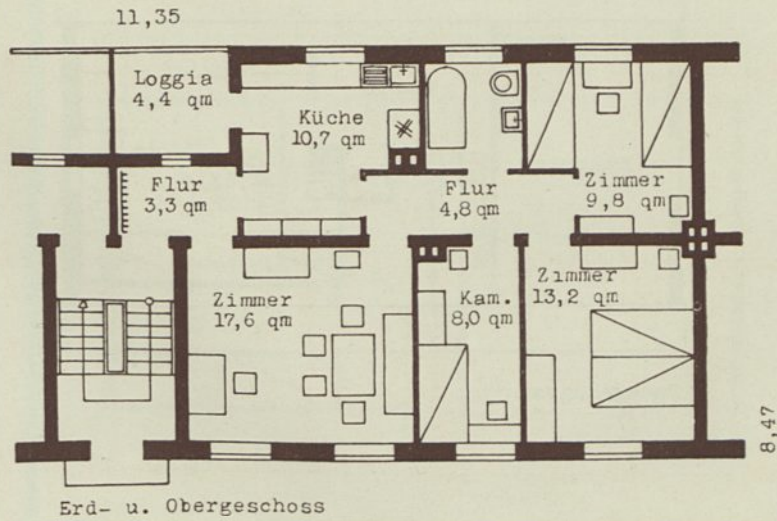 11,35
Loggia
4,4 qm
Küche
10,7 qm
Flur
3,3 qm
Flur
4,8 qm
Zimmer
9,8 qm
Zimmer
17,6 qm
Kam.
8,0 qm
Zimmer
13,2 qm
8,47
Erd- u. Obergeschoss